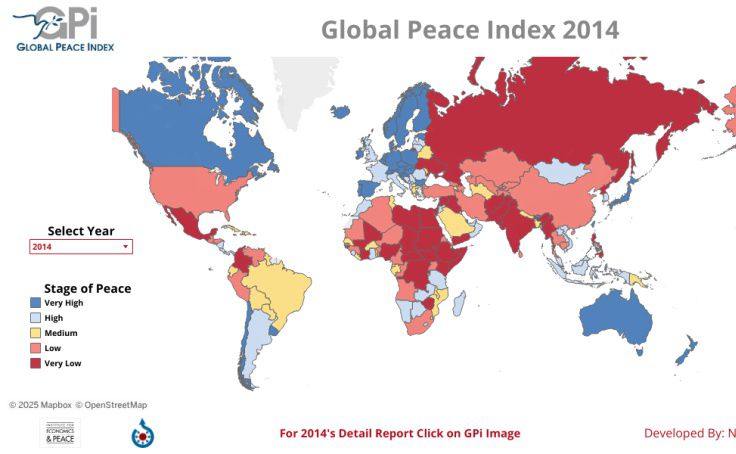 GPi
GLOBAL PEACE INDEX
Global Peace Index 2014
Select Year
2014
Stage of Peace
Very High
High
Medium
Low
Very Low
© 2025 Mapbox © OpenStreetMap
INSTITUTE FOR
ECONOMICS
& PEACE
For 2014's Detail Report Click on GPi Image
Developed By: N